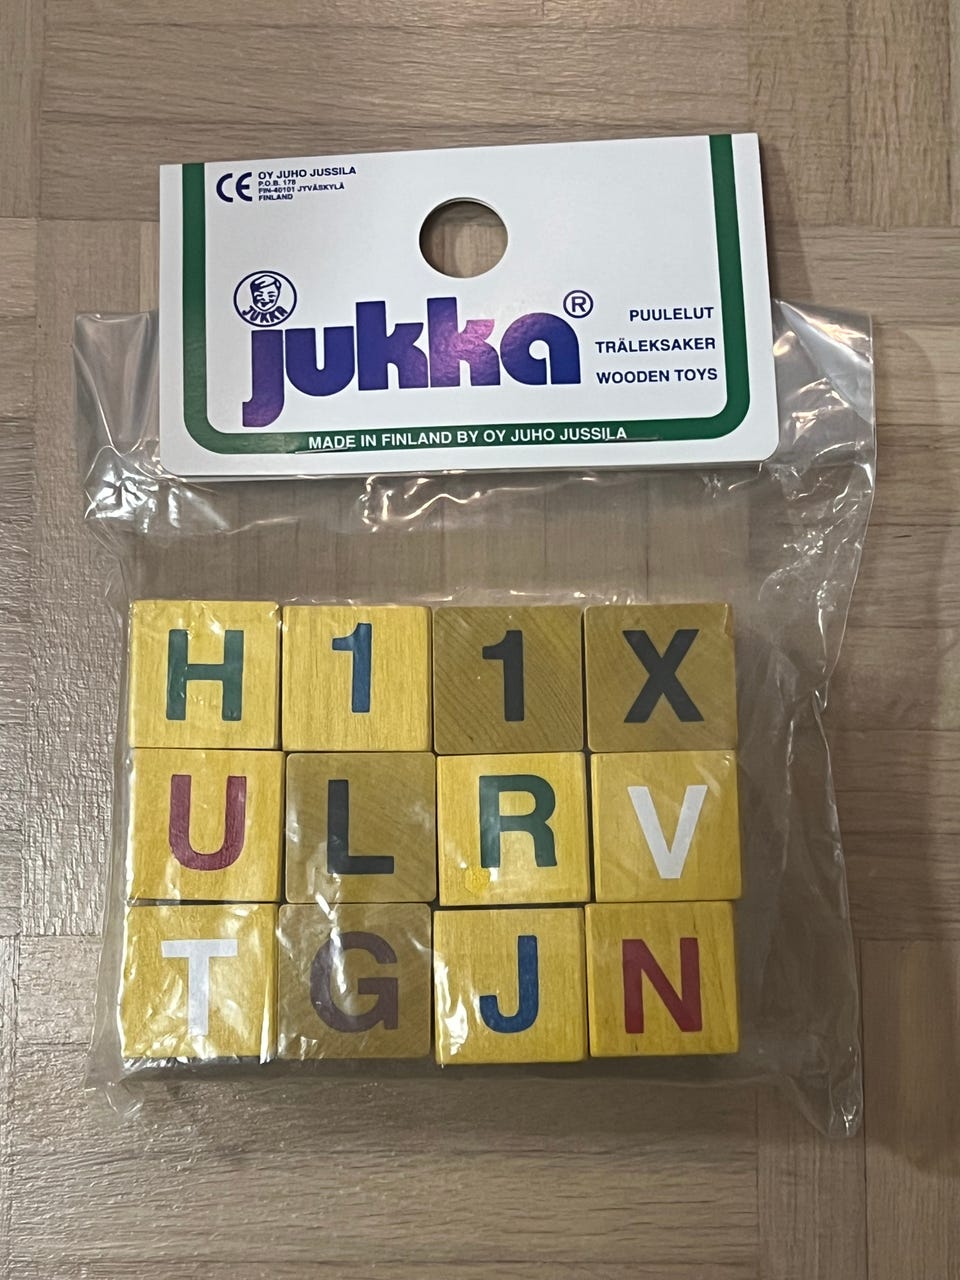 CE OY JUHO JUSSILA
P.O.B. 178
FIN-40101 JYVÄSKYLÄ
FINLAND
JUKKA
jukka®
PUULELUT
TRÄLEKSAKER
WOODEN TOYS
MADE IN FINLAND BY OY JUHO JUSSILA
H 1 1 X
U L R V
T G J N